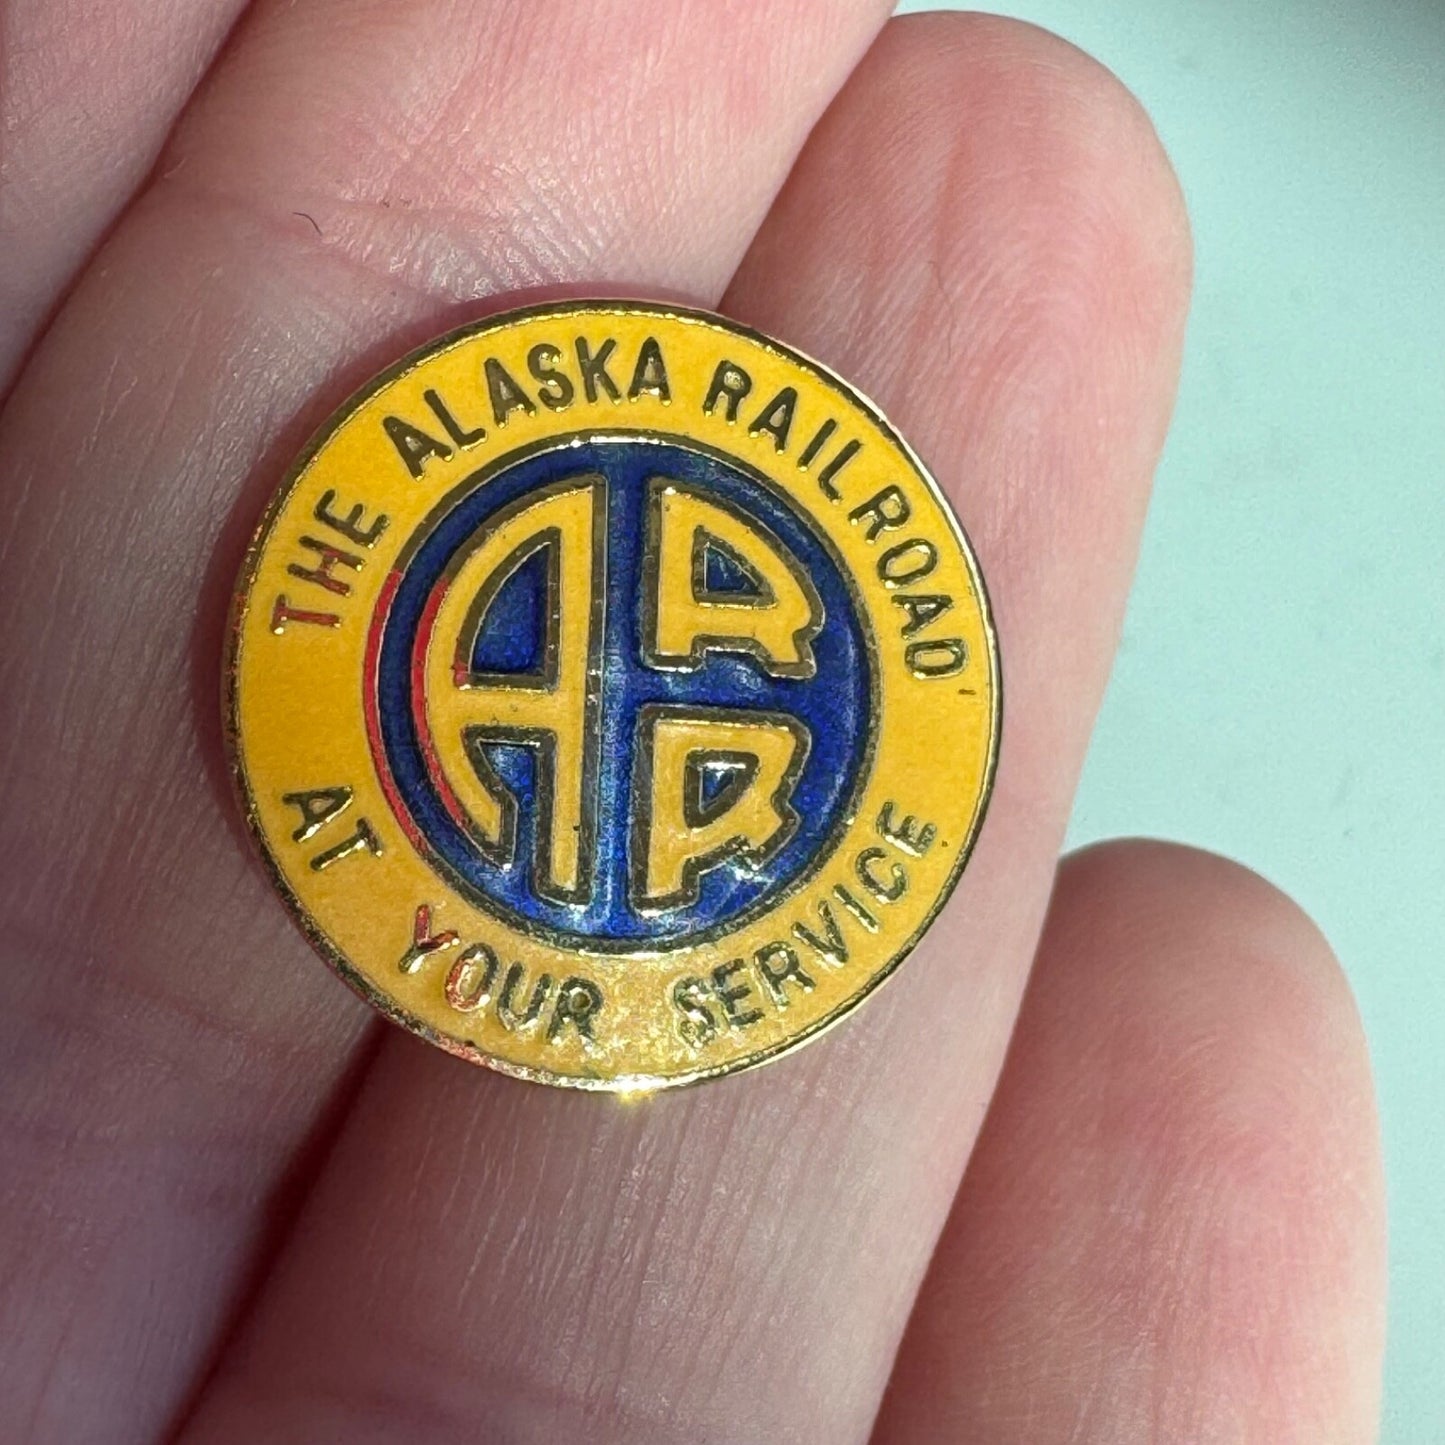 THE ALASKA RAILROAD
ARR
AT YOUR SERVICE